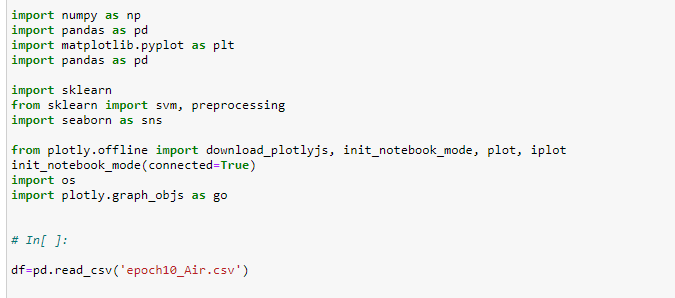 import numpy as np
import pandas as pd
import matplotlib.pyplot as plt
import pandas as pd
import sklearn
from sklearn import svm, preprocessing
import seaborn as sns
from plotly.offline import download_plotlyjs, init_notebook_mode, plot, iplot
init_notebook_mode(connected=True)
import os
import plotly.graph_objs as go
# In[ ]:
df=pd.read_csv('epoch10_Air.csv')